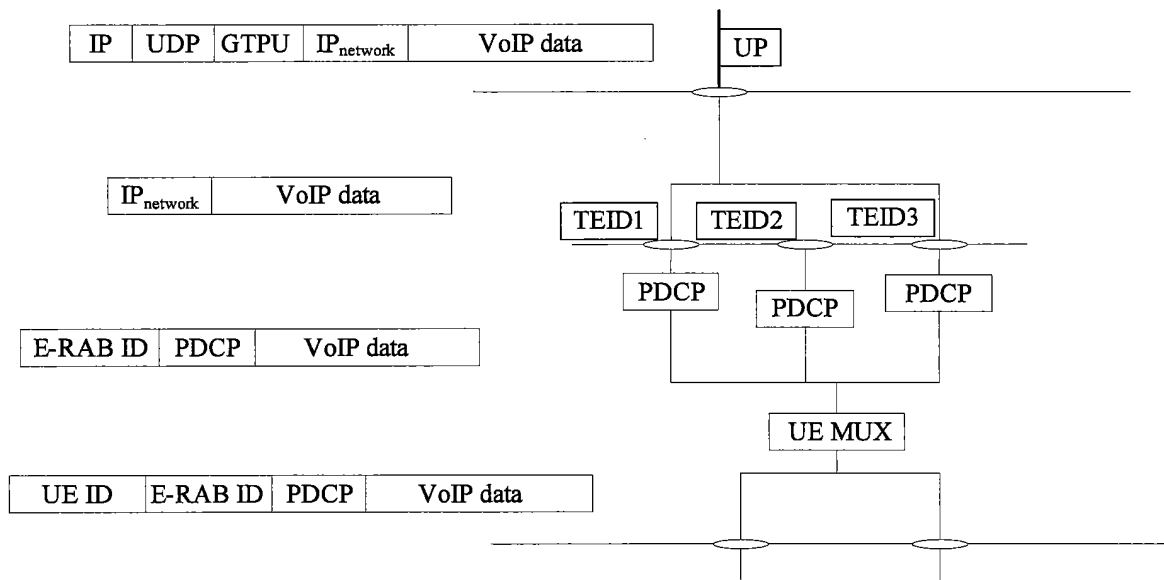 IP UDP GTPU IPnetwork VoIP data
UP
IPnetwork VoIP data
TEID1 TEID2 TEID3
PDCP PDCP PDCP
E-RAB ID PDCP VoIP data
UE MUX
UE ID E-RAB ID PDCP VoIP data